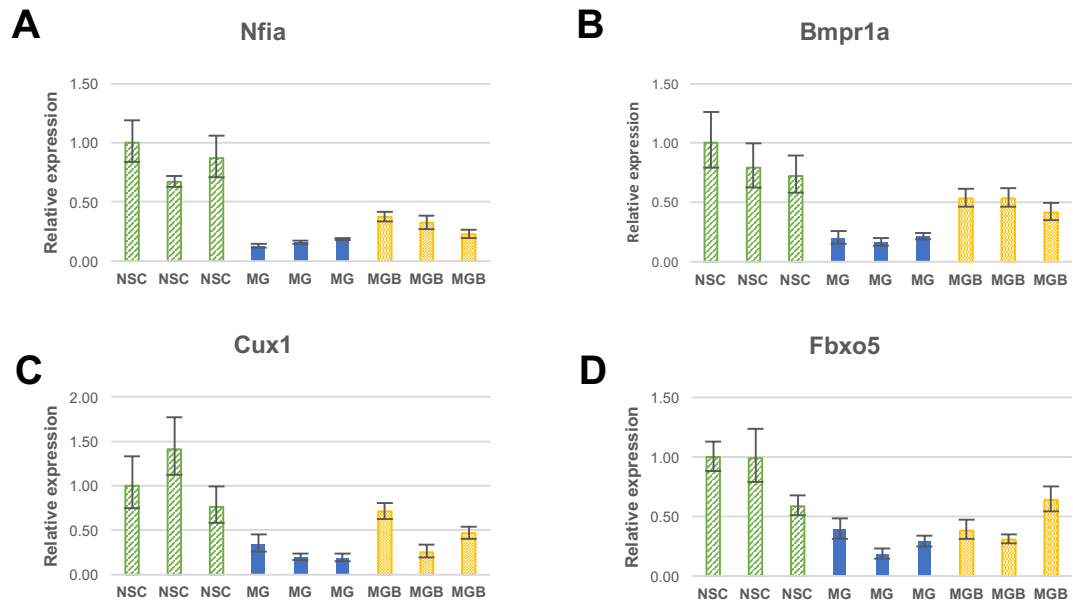 A
Nfia
Relative expression
1.50
1.00
0.50
0.00
NSC NSC NSC MG MG MG MGB MGB MGB
B
Bmpr1a
Relative expression
1.50
1.00
0.50
0.00
NSC NSC NSC MG MG MG MGB MGB MGB
C
Cux1
Relative expression
2.00
1.50
1.00
0.50
0.00
NSC NSC NSC MG MG MG MGB MGB MGB
D
Fbxo5
Relative expression
1.50
1.00
0.50
0.00
NSC NSC NSC MG MG MG MGB MGB MGB